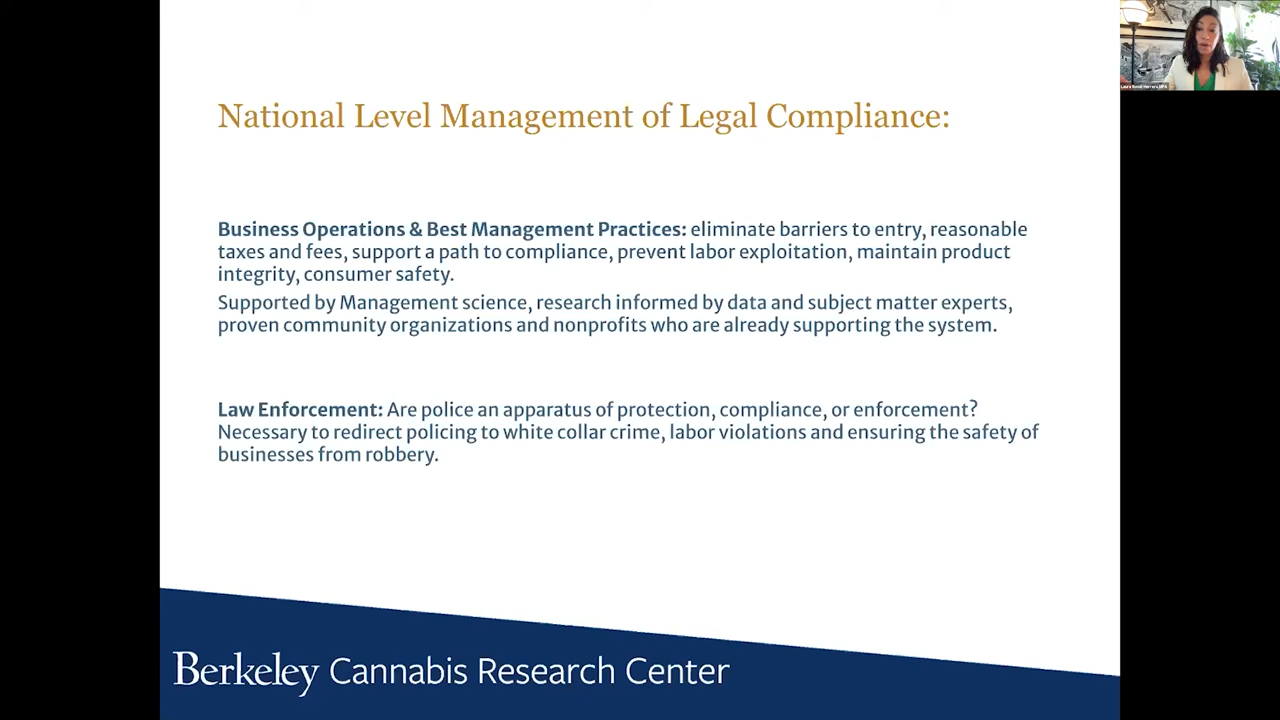 National Level Management of Legal Compliance:
Business Operations & Best Management Practices: eliminate barriers to entry, reasonable
taxes and fees, support a path to compliance, prevent labor exploitation, maintain product
integrity, consumer safety.
Supported by Management science, research informed by data and subject matter experts,
proven community organizations and nonprofits who are already supporting the system.
Law Enforcement: Are police an apparatus of protection, compliance, or enforcement?
Necessary to redirect policing to white collar crime, labor violations and ensuring the safety of
businesses from robbery.
Berkeley Cannabis Research Center